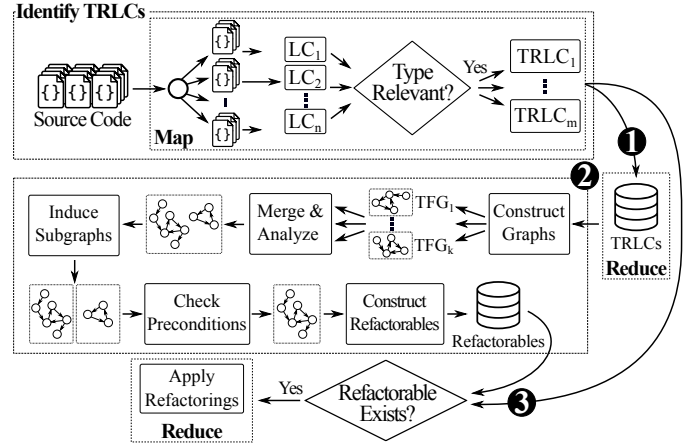 Identify TRLCs
{} {} {}
Source Code
{}
{}
{}
Map
LC1
LC2
LCn
Type
Relevant?
Yes
TRLC1
TRLCm
1
TRLCs
Reduce
2
Construct
Graphs
TFG1
TFGk
Merge &
Analyze
Induce
Subgraphs
Check
Preconditions
Construct
Refactorables
Refactorables
3
Refactorable
Exists?
Yes
Apply
Refactorings
Reduce